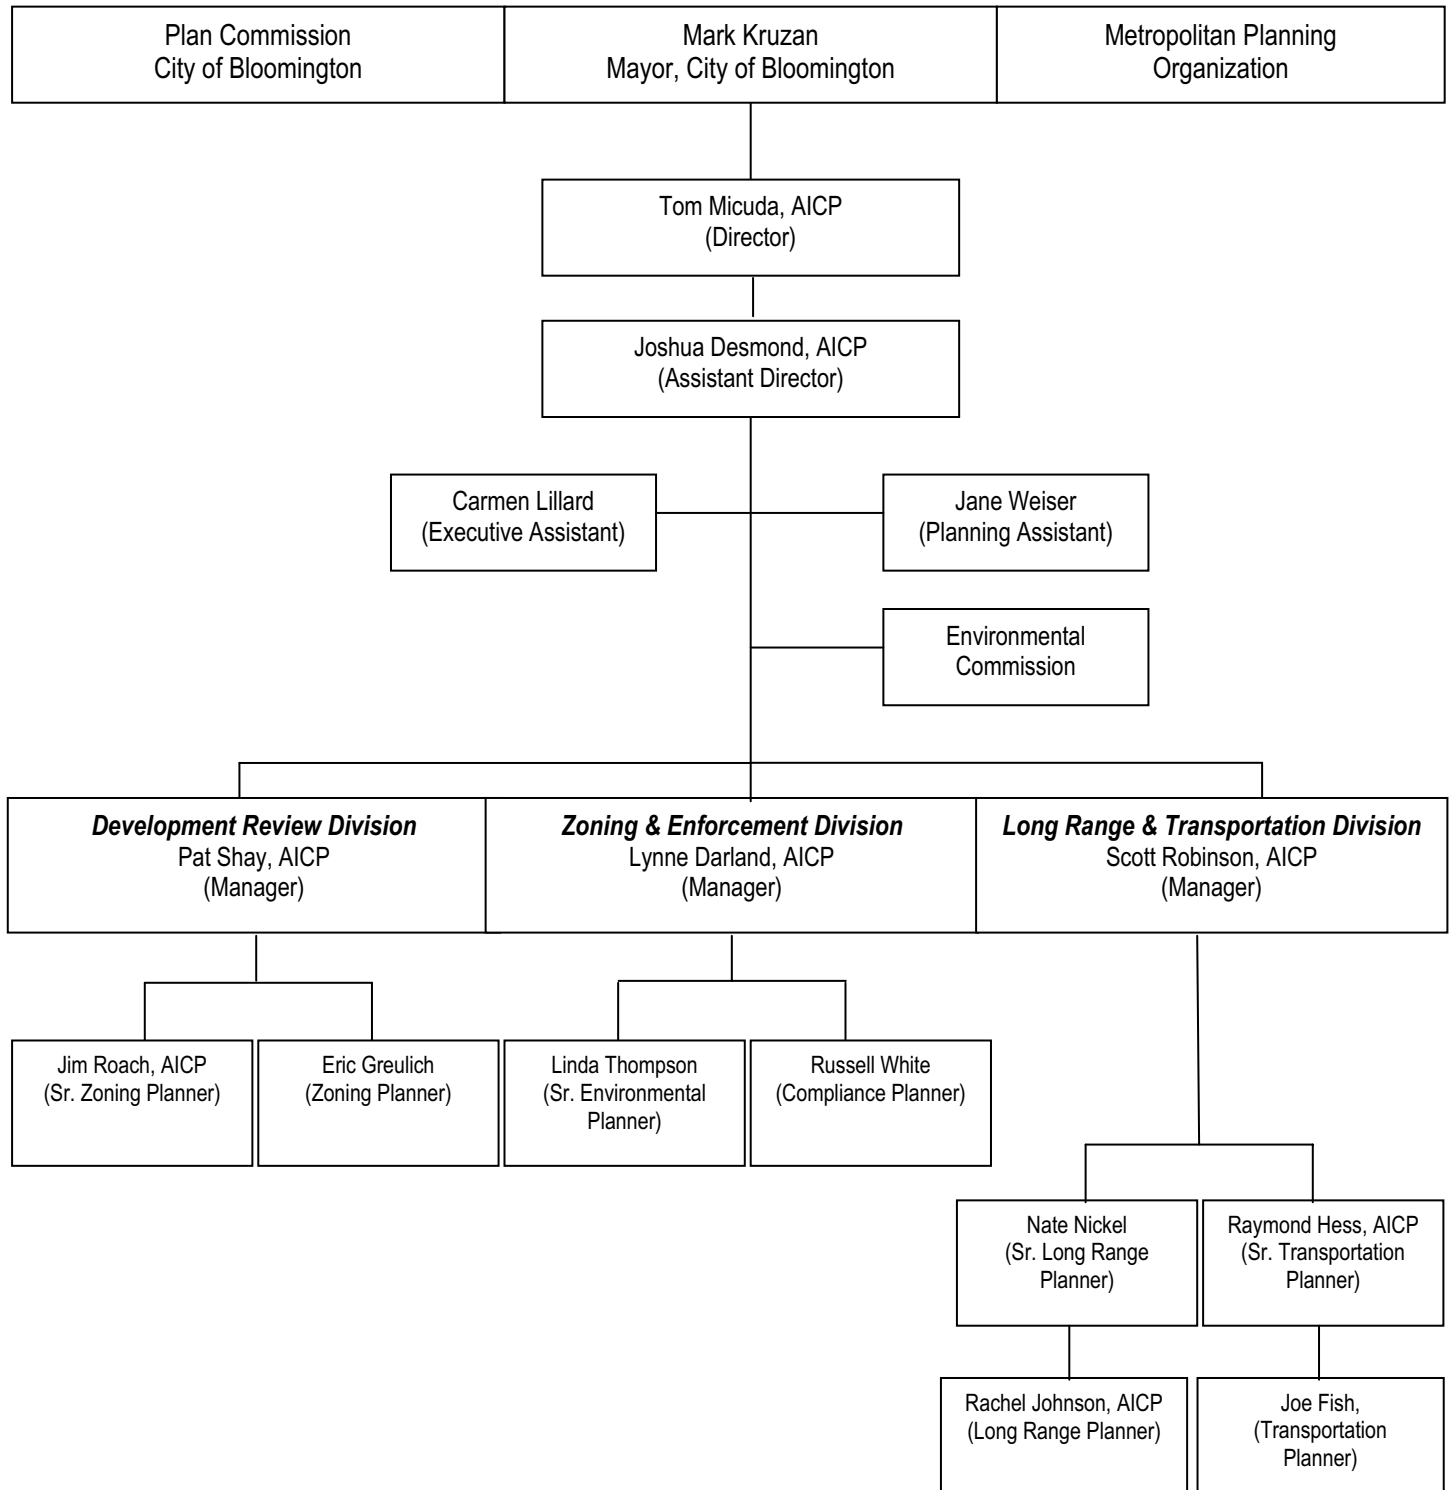 Plan Commission
City of Bloomington
Mark Kruzan
Mayor, City of Bloomington
Metropolitan Planning
Organization
Tom Micuda, AICP
(Director)
Joshua Desmond, AICP
(Assistant Director)
Carmen Lillard
(Executive Assistant)
Jane Weiser
(Planning Assistant)
Environmental
Commission
Development Review Division
Pat Shay, AICP
(Manager)
Zoning & Enforcement Division
Lynne Darland, AICP
(Manager)
Long Range & Transportation Division
Scott Robinson, AICP
(Manager)
Jim Roach, AICP
(Sr. Zoning Planner)
Eric Greulich
(Zoning Planner)
Linda Thompson
(Sr. Environmental
Planner)
Russell White
(Compliance Planner)
Nate Nickel
(Sr. Long Range
Planner)
Raymond Hess, AICP
(Sr. Transportation
Planner)
Rachel Johnson, AICP
(Long Range Planner)
Joe Fish,
(Transportation
Planner)